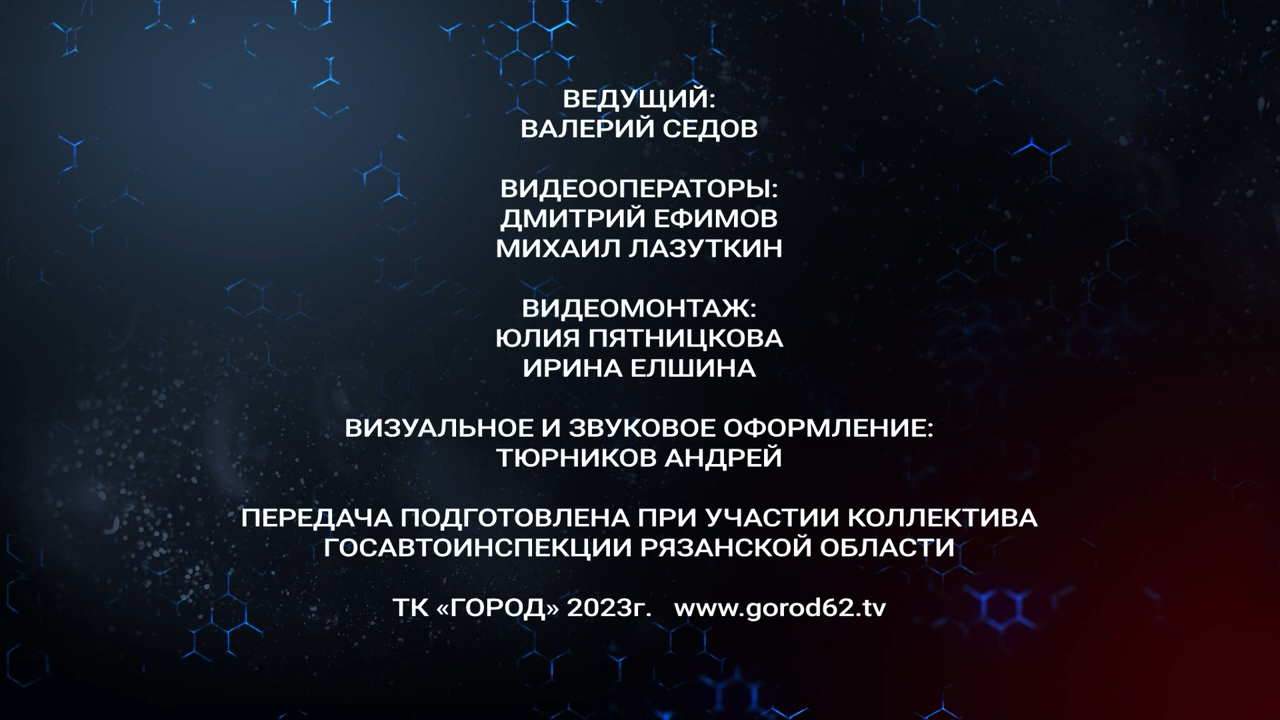 ВЕДУЩИЙ:
ВАЛЕРИЙ СЕДОВ
ВИДЕООПЕРАТОРЫ:
ДМИТРИЙ ЕФИМОВ
МИХАИЛ ЛАЗУТКИН
ВИДЕОМОНТАЖ:
ЮЛИЯ ПЯТНИЦКОВА
ИРИНА ЕЛШИНА
ВИЗУАЛЬНОЕ И ЗВУКОВОЕ ОФОРМЛЕНИЕ:
ТЮРНИКОВ АНДРЕЙ
ПЕРЕДАЧА ПОДГОТОВЛЕНА ПРИ УЧАСТИИ КОЛЛЕКТИВА
ГОСАВТОИНСПЕКЦИИ РЯЗАНСКОЙ ОБЛАСТИ
ТК «ГОРОД» 2023г. www.gorod62.tv